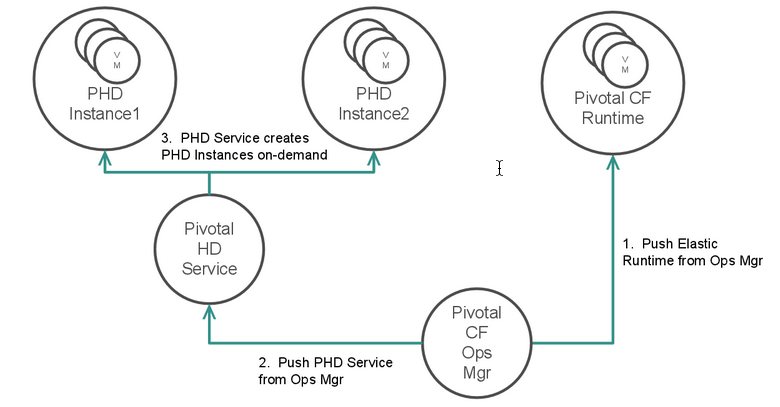 V
M
PHD
Instance1
V
M
PHD
Instance2
V
M
Pivotal CF
Runtime
3. PHD Service creates
PHD Instances on-demand
Pivotal
HD
Service
1. Push Elastic
Runtime from Ops Mgr
Pivotal
CF
Ops
Mgr
2. Push PHD Service
from Ops Mgr